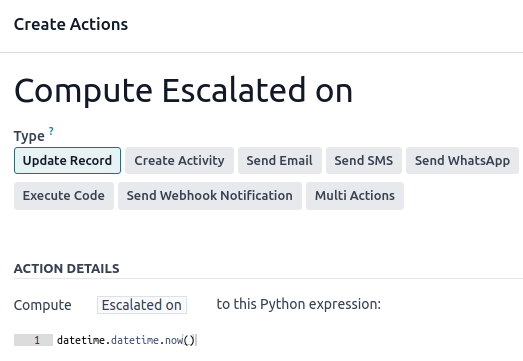 Create Actions
Compute Escalated on
Type ?
Update Record Create Activity Send Email Send SMS Send WhatsApp
Execute Code Send Webhook Notification Multi Actions
ACTION DETAILS
Compute Escalated on to this Python expression:
1 datetime.datetime.now()